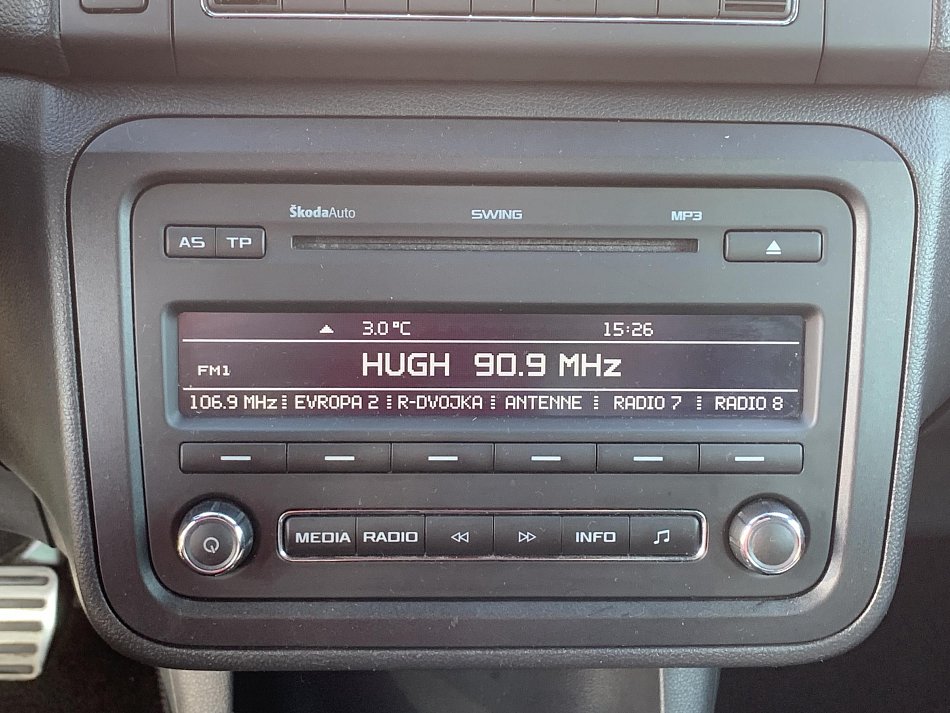 ŠkodaAuto SWING MP3
AS TP
3.0 °C 15:26
FM1 HUGH 90.9 MHz
106.9 MHz EVROPA 2 R-DVOJKA ANTENNE RADIO 7 RADIO 8
MEDIA RADIO INFO